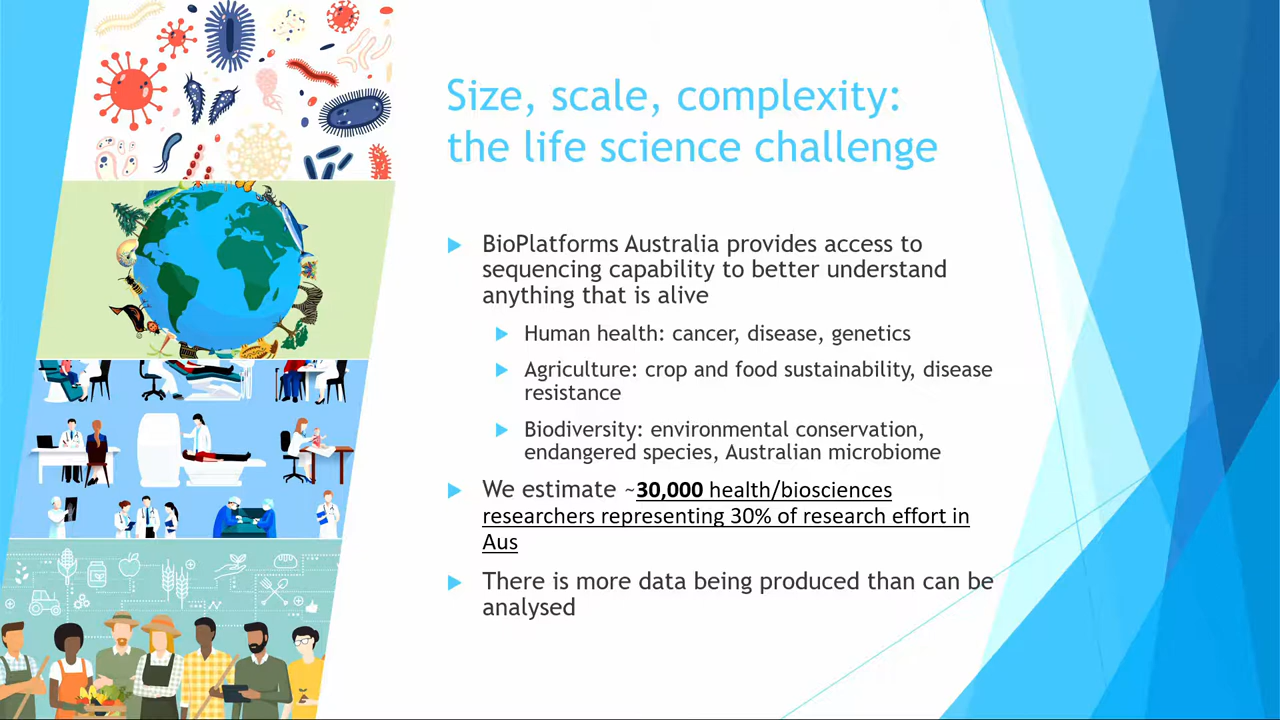 Size, scale, complexity:
the life science challenge
BioPlatforms Australia provides access to
sequencing capability to better understand
anything that is alive
Human health: cancer, disease, genetics
Agriculture: crop and food sustainability, disease
resistance
Biodiversity: environmental conservation,
endangered species, Australian microbiome
We estimate ~30,000 health/biosciences
researchers representing 30% of research effort in
Aus
There is more data being produced than can be
analysed